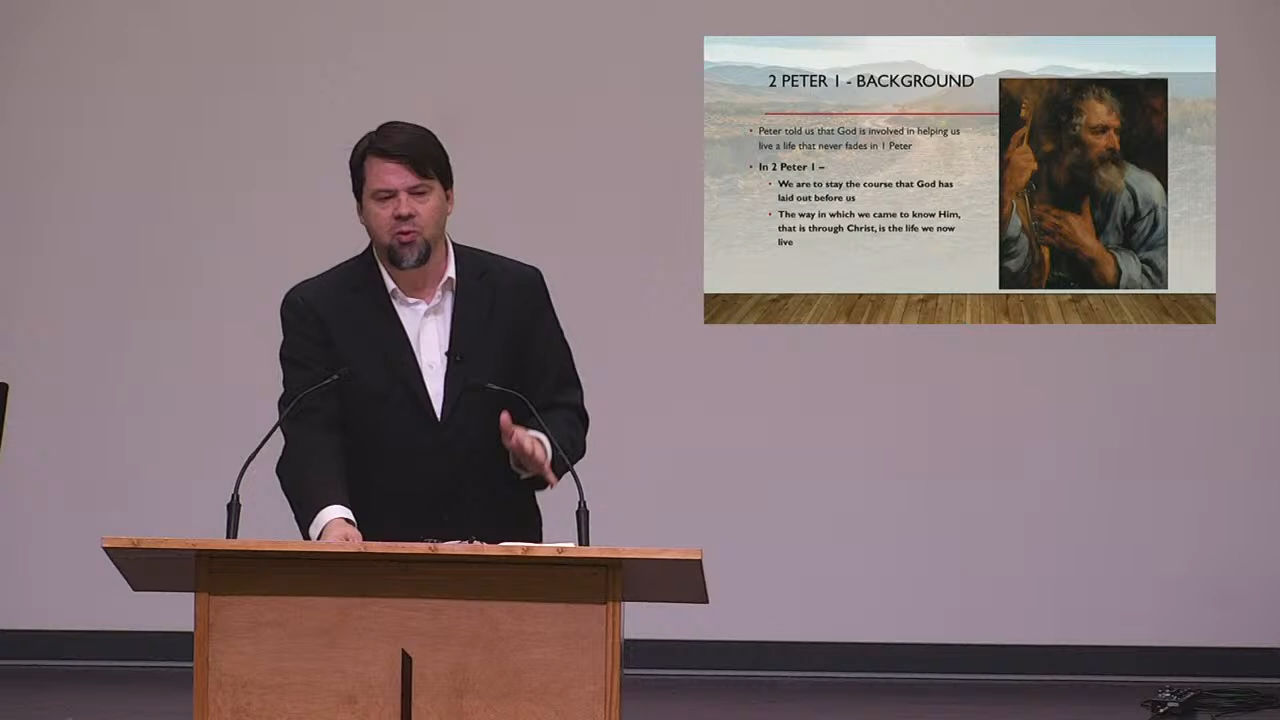 2 PETER 1 - BACKGROUND
• Peter told us that God is involved in helping us
live a life that never fades in 1 Peter
• In 2 Peter 1 –
• We are to stay the course that God has
laid out before us
• The way in which we came to know Him,
that is through Christ, is the life we now
live